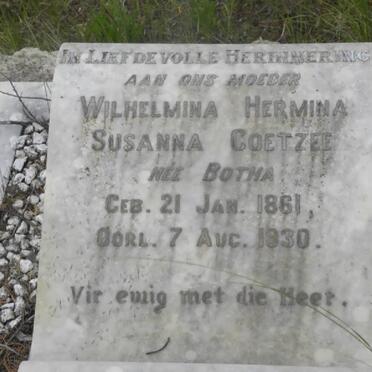 In Liefdevolle Herinnering
aan ons moeder
Wilhelmina Hermina
Susanna Coetzee
née Botha
Geb. 21 Jan. 1861,
Oorl. 7 Aug. 1930.
Vir ewig met die Heer.